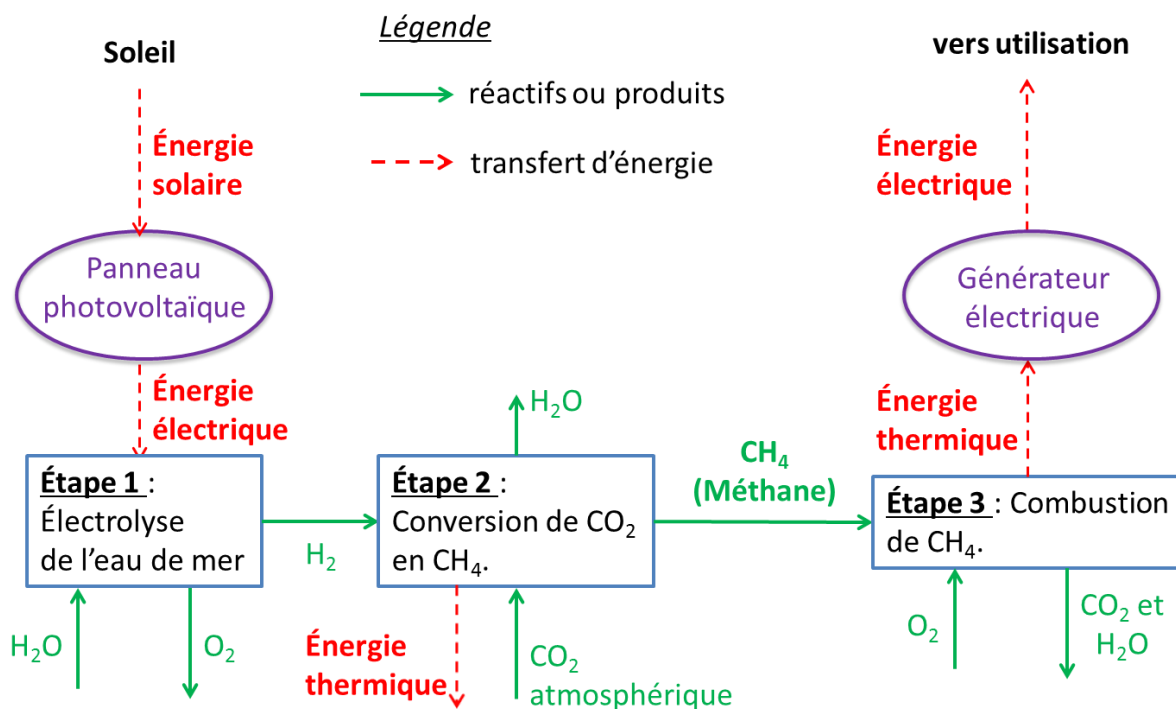 Légende
Soleil
vers utilisation
réactifs ou produits
transfert d’énergie
Énergie
solaire
Énergie
électrique
Panneau
photovoltaïque
Générateur
électrique
Énergie
électrique
H₂O
Énergie
thermique
CH₄
(Méthane)
Étape 1 :
Électrolyse
de l’eau de mer
H₂
Étape 2 :
Conversion de CO₂
en CH₄.
Étape 3 : Combustion
de CH₄.
H₂O
O₂
Énergie
thermique
CO₂
atmosphérique
O₂
CO₂ et
H₂O